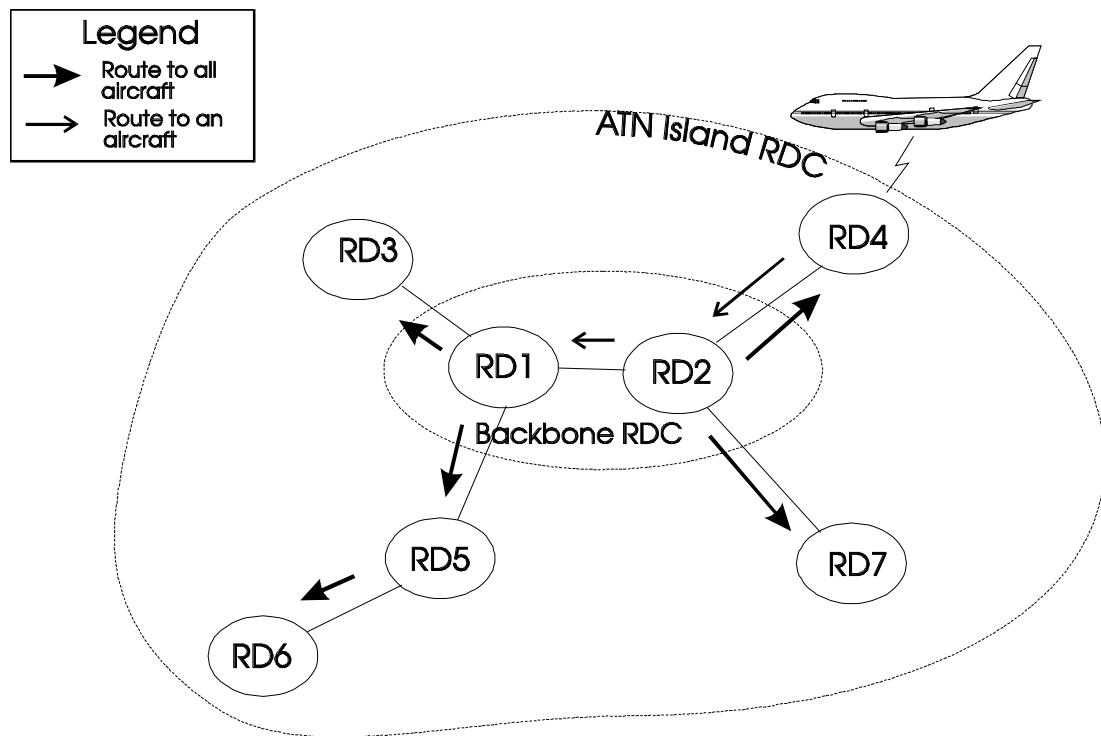 Legend
Route to all
aircraft
Route to an
aircraft
ATN Island RDC
RD4
RD3
RD1
RD2
Backbone RDC
RD5
RD7
RD6